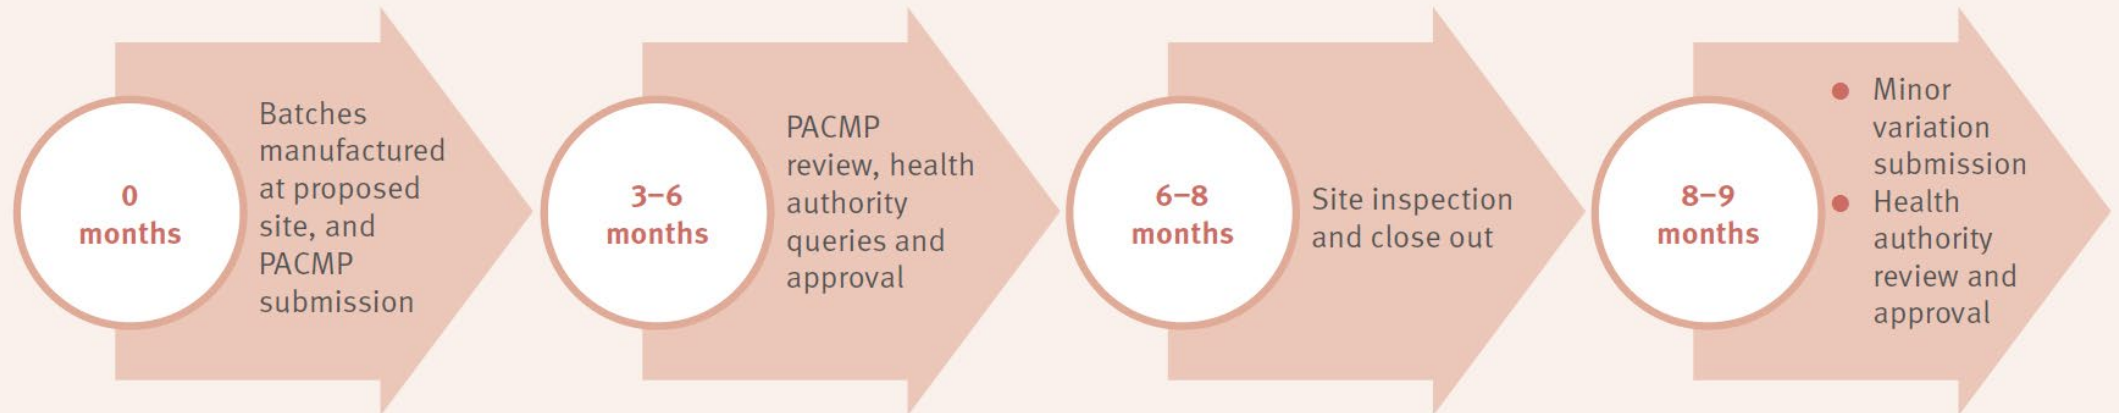 0
months
Batches
manufactured
at proposed
site, and
PACMP
submission
3–6
months
PACMP
review, health
authority
queries and
approval
6–8
months
Site inspection
and close out
8–9
months
● Minor
variation
submission
● Health
authority
review and
approval